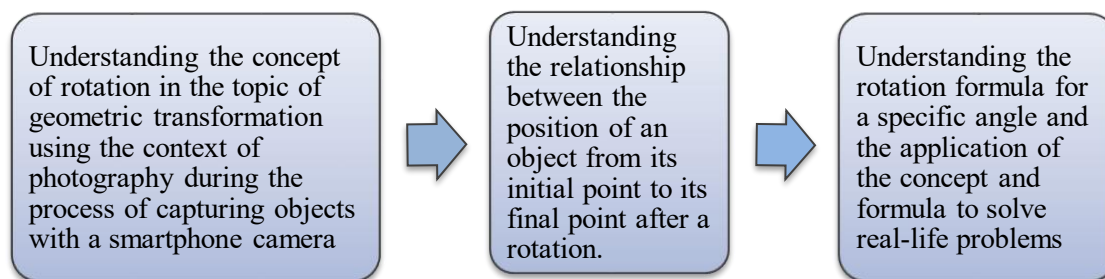 Understanding the concept
of rotation in the topic of
geometric transformation
using the context of
photography during the
process of capturing objects
with a smartphone camera
Understanding
the relationship
between the
position of an
object from its
initial point to its
final point after a
rotation.
Understanding the
rotation formula for
a specific angle and
the application of
the concept and
formula to solve
real-life problems